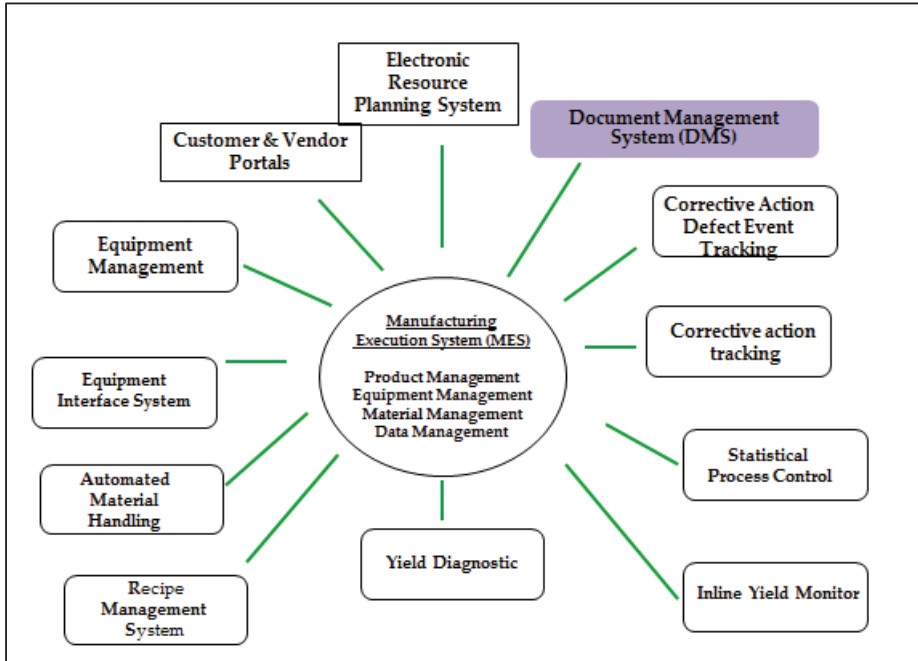 Electronic
Resource
Planning System
Document Management
System (DMS)
Customer & Vendor
Portals
Corrective Action
Defect Event
Tracking
Equipment
Management
Manufacturing
Execution System (MES)
Product Management
Equipment Management
Material Management
Data Management
Corrective action
tracking
Equipment
Interface System
Statistical
Process Control
Automated
Material
Handling
Yield Diagnostic
Inline Yield Monitor
Recipe
Management
System